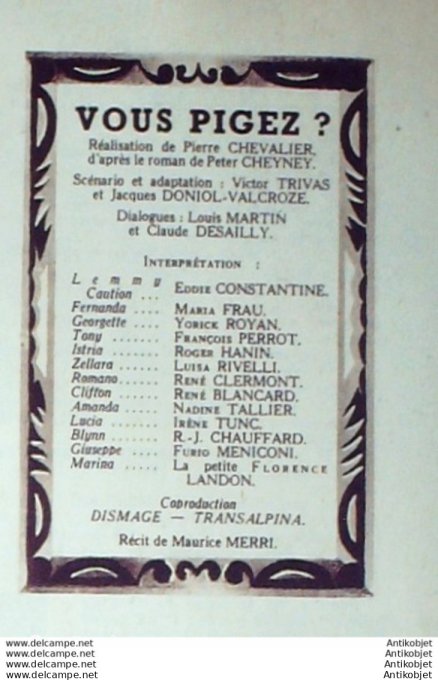 VOUS PIGEZ ?
Réalisation de Pierre CHEVALIER,
d'après le roman de Peter CHEYNEY.
Scénario et adaptation : Victor TRIVAS
et Jacques DONIOL-VALCROZE.
Dialogues : Louis MARTIN
et Claude DESAILLY.
INTERPRÉTATION :
Lemmy
Caution ... EDDIE CONSTANTINE.
Fernanda .... MARIA FRAU.
Georgette .... YORICK ROYAN.
Tony ....... FRANÇOIS PERROT.
Istria ....... ROGER HANIN.
Zellara ...... LUISA RIVELLI.
Romano..... RENÉ CLERMONT.
Clifton ..... RENÉ BLANCARD.
Amanda .... NADINE TALLIER.
Lucia ...... IRÈNE TUNC.
Blynn ...... R.-J. CHAUFFARD.
Giuseppe .... FURIO MENICONI.
Marina ..... La petite FLORENCE
LANDON.
Coproduction
DISMAGE — TRANSALPINA.
Récit de Maurice MERRI.
www.delcampe.net Antikobjet
www.delcampe.net Antikobjet
www.delcampe.net Antikobjet
www.delcampe.net Antikobjet